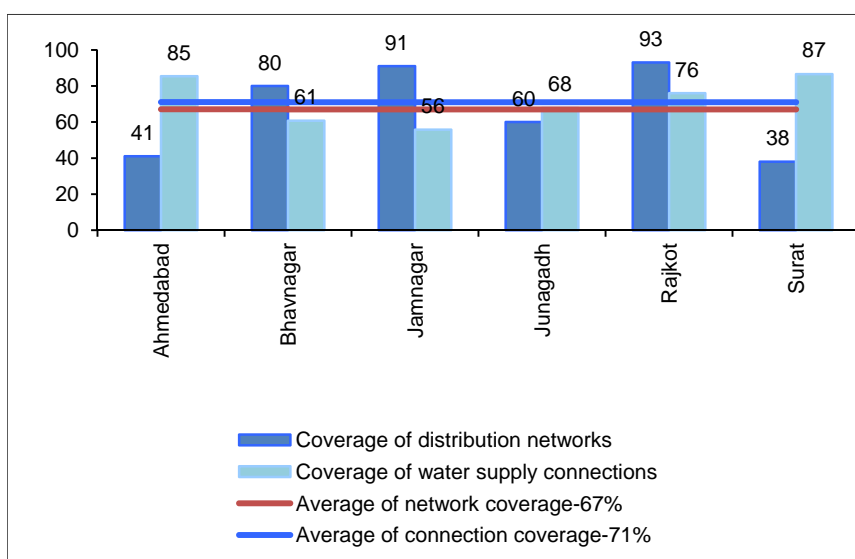 100
80
60
40
20
0
41
85
80
61
91
56
60
68
93
76
38
87
Ahmedabad
Bhavnagar
Jamnagar
Junagadh
Rajkot
Surat
Coverage of distribution networks
Coverage of water supply connections
Average of network coverage-67%
Average of connection coverage-71%